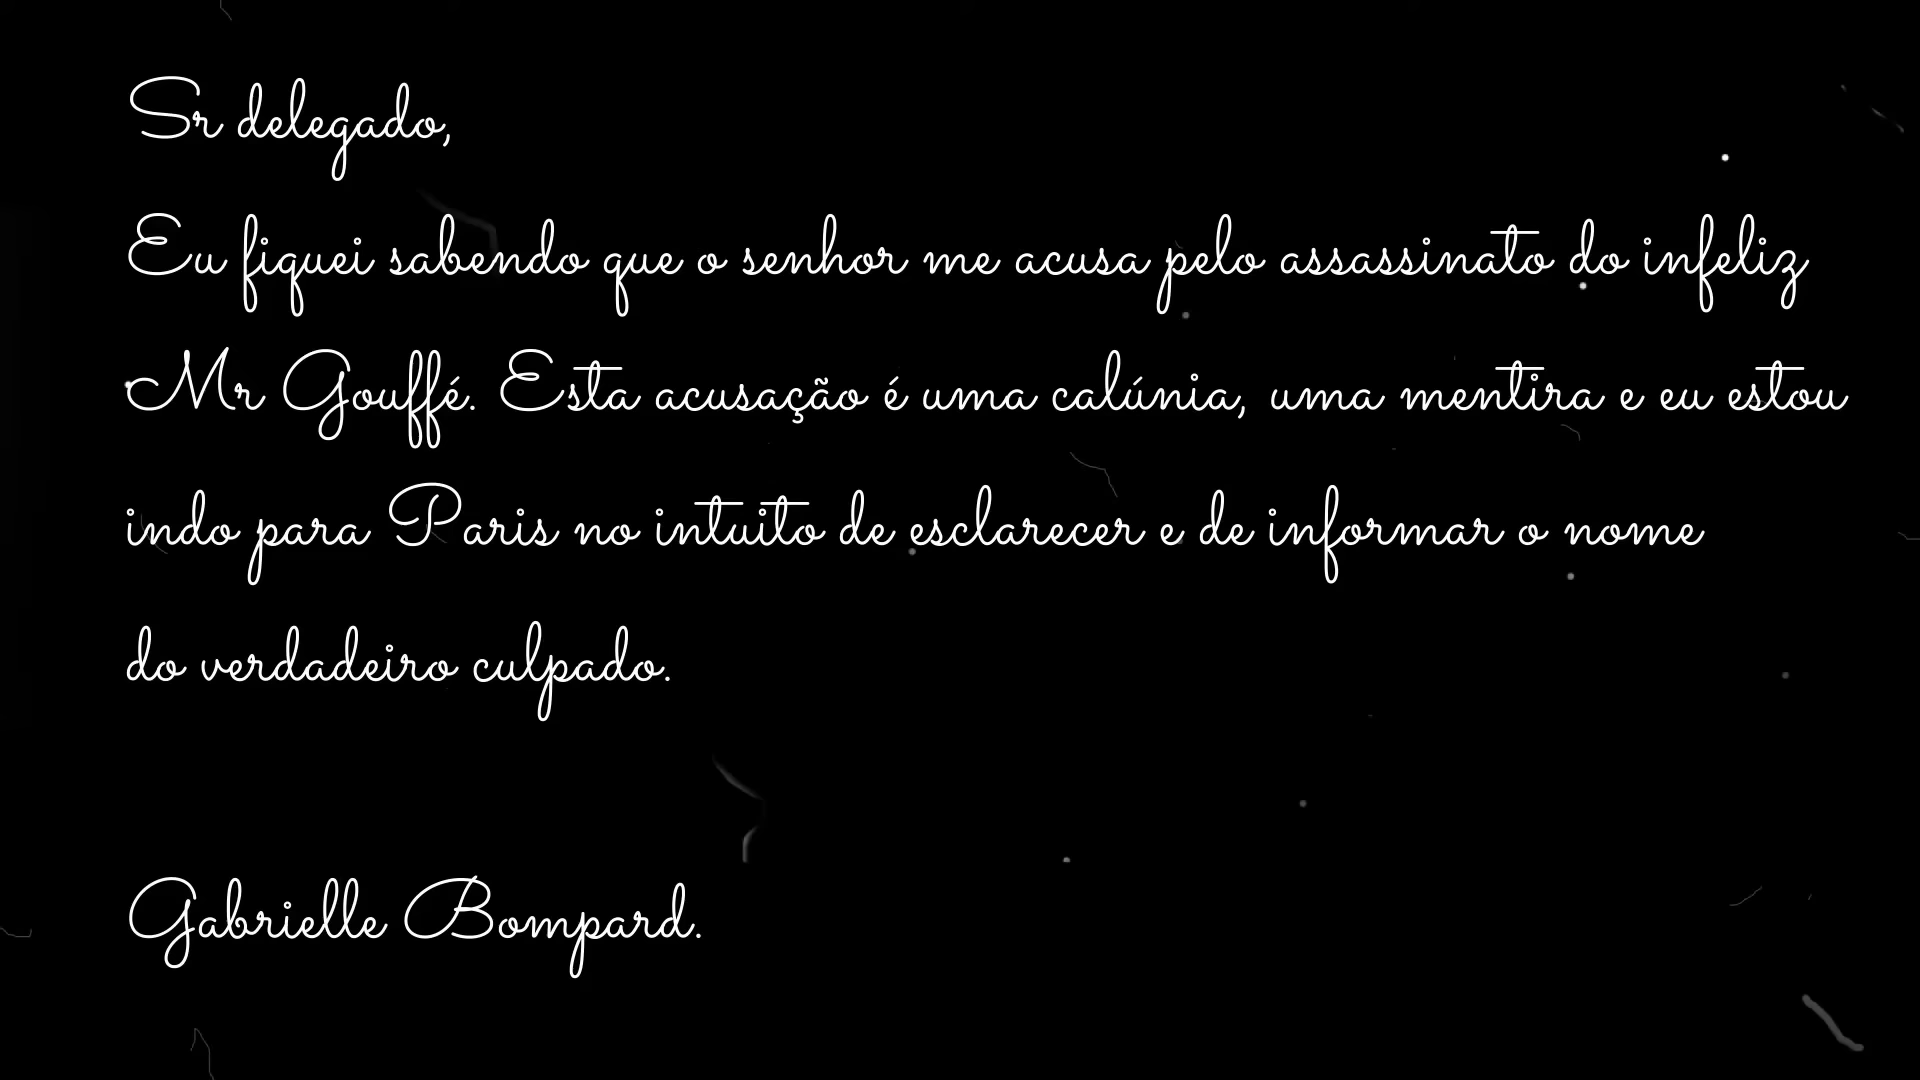 Sr delegado,
Eu fiquei sabendo que o senhor me acusa pelo assassinato do infeliz
Mr Gouffé. Esta acusação é uma calúnia, uma mentira e eu estou
indo para Paris no intuito de esclarecer e de informar o nome
do verdadeiro culpado.
Gabrielle Bompard.